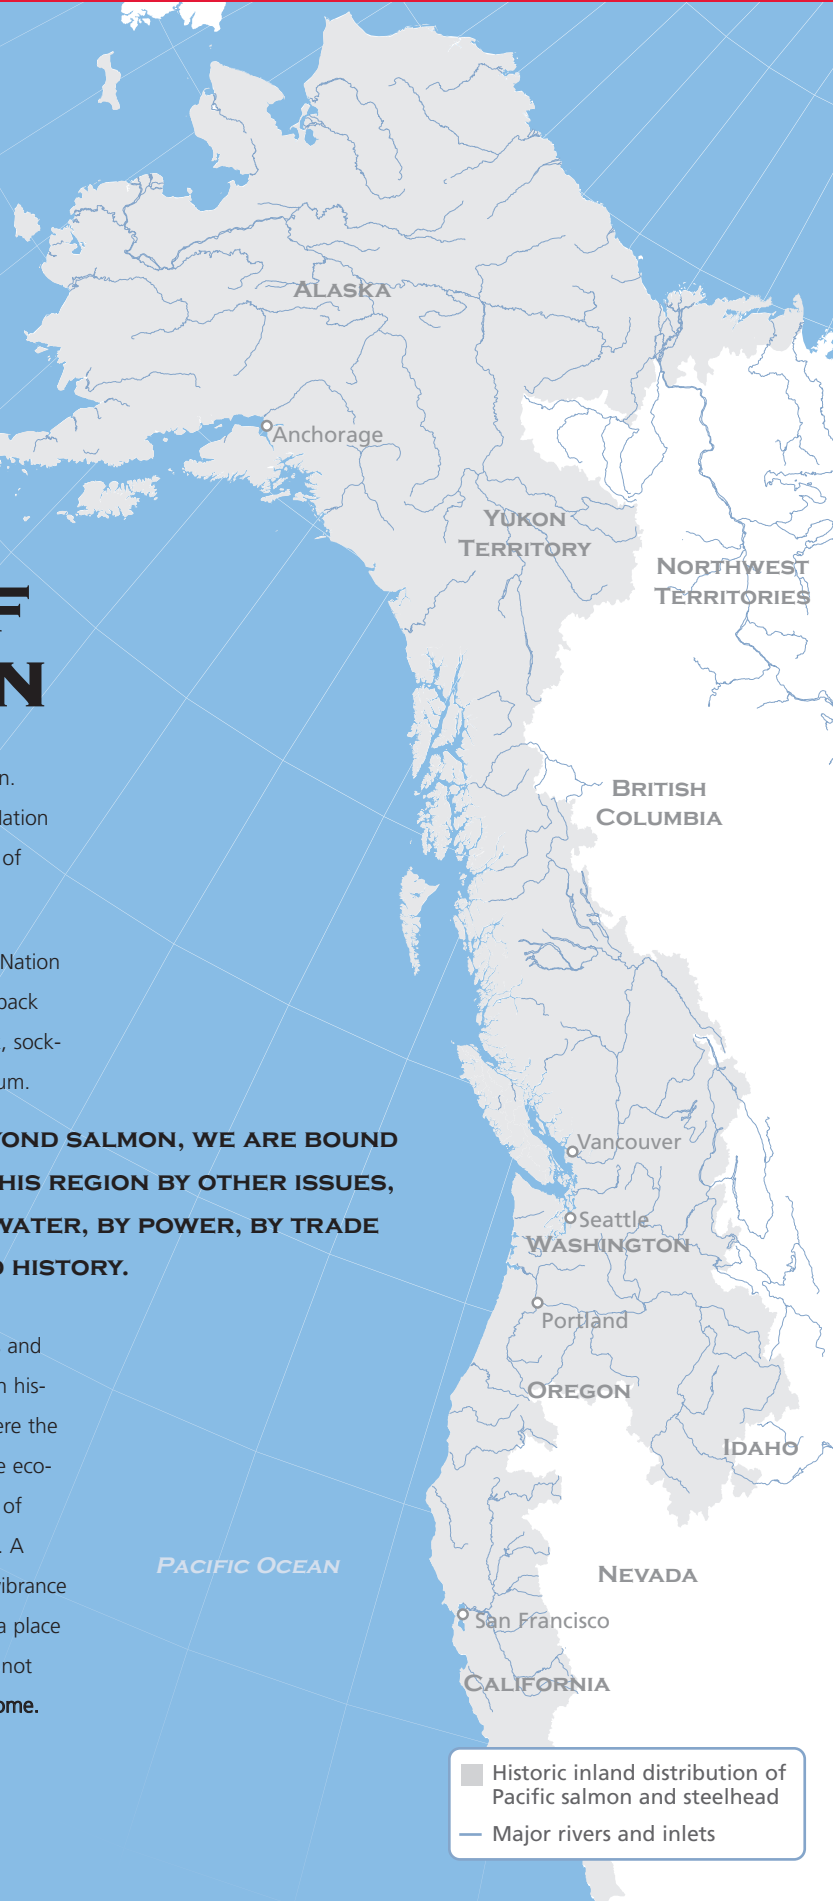 ALASKA
Anchorage
YUKON
TERRITORY
NORTHWEST
TERRITORIES
N
n.
Nation
of
BRITISH
COLUMBIA
Nation
back
, sock-
um.
YOND SALMON, WE ARE BOUND
HIS REGION BY OTHER ISSUES,
WATER, BY POWER, BY TRADE
D HISTORY.
Vancouver
Seattle
WASHINGTON
Portland
and
n his-
ere the
e eco-
of
. A
vibrance
a place
not
ome.
OREGON
IDAHO
PACIFIC OCEAN
NEVADA
San Francisco
CALIFORNIA
Historic inland distribution of
Pacific salmon and steelhead
Major rivers and inlets